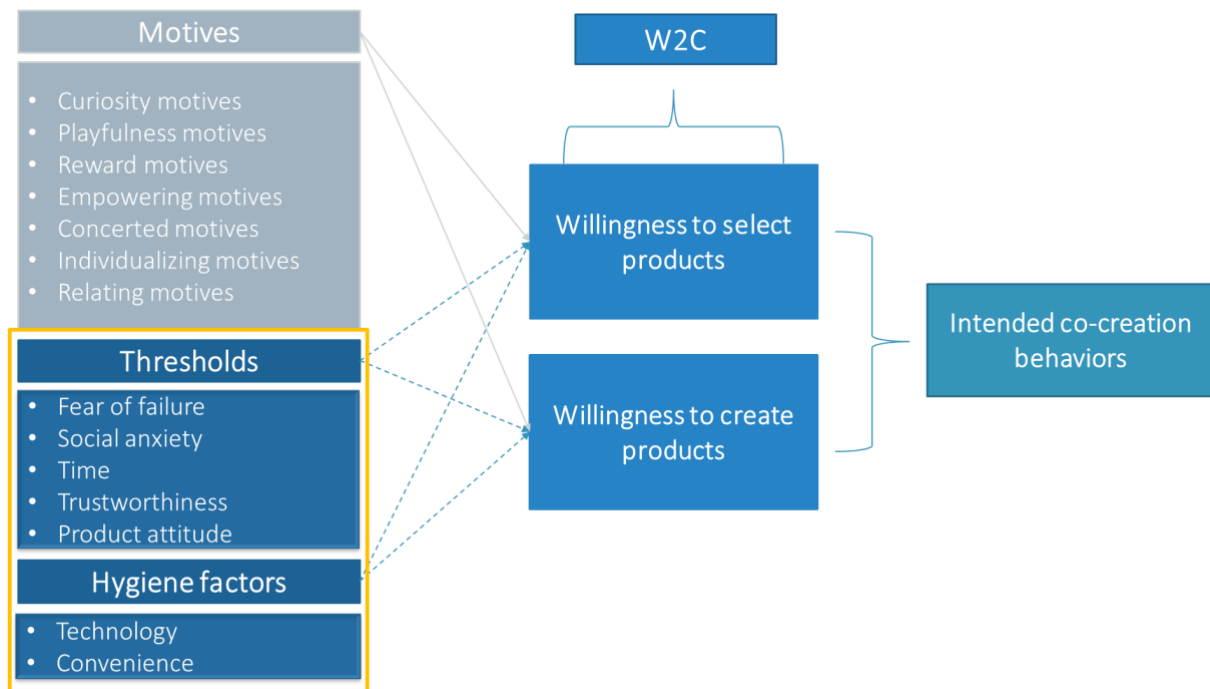 Motives
• Curiosity motives
• Playfulness motives
• Reward motives
• Empowering motives
• Concerted motives
• Individualizing motives
• Relating motives
Thresholds
• Fear of failure
• Social anxiety
• Time
• Trustworthiness
• Product attitude
Hygiene factors
• Technology
• Convenience
W2C
Willingness to select
products
Willingness to create
products
Intended co-creation
behaviors